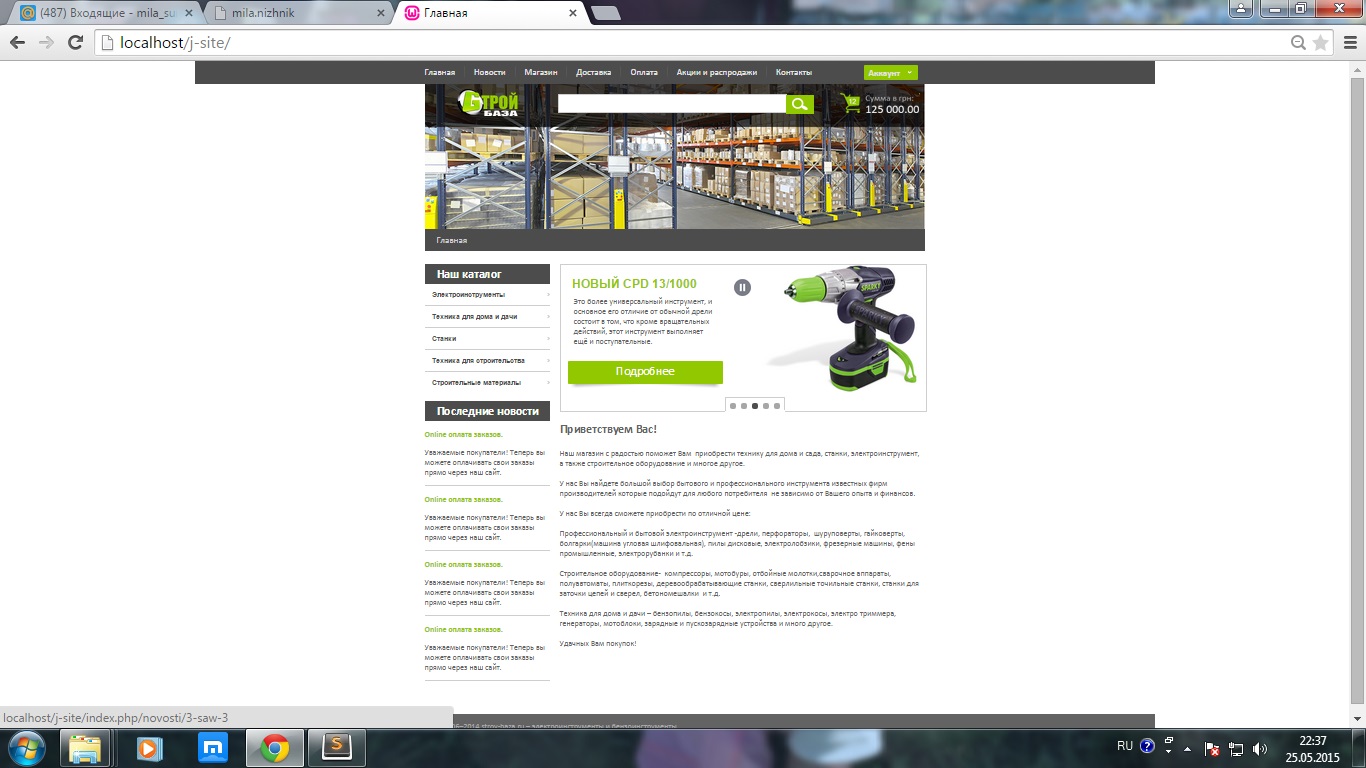 (487) Входящие - mila_su
mila.nizhnik
Главная
localhost/j-site/
Главная
Новости
Магазин
Доставка
Оплата
Акции и распродажи
Контакты
Аккаунт
СТРОЙ
БАЗА
12
Сумма в грн:
125 000.00
Главная
Наш каталог
Электроинструменты
Техника для дома и дачи
Станки
Техника для строительства
Строительные материалы
Последние новости
Online оплата заказов.
Уважаемые покупатели! Теперь вы
можете оплачивать свои заказы
прямо через наш сайт.
Online оплата заказов.
Уважаемые покупатели! Теперь вы
можете оплачивать свои заказы
прямо через наш сайт.
Online оплата заказов.
Уважаемые покупатели! Теперь вы
можете оплачивать свои заказы
прямо через наш сайт.
Online оплата заказов.
Уважаемые покупатели! Теперь вы
можете оплачивать свои заказы
прямо через наш сайт.
НОВЫЙ CPD 13/1000
Это более универсальный инструмент, и
основное его отличие от обычной дрели
состоит в том, что кроме вращательных
действий, этот инструмент выполняет
ещё и поступательные.
Подробнее
SPARKY
Приветствуем Вас!
Наш магазин с радостью поможет Вам приобрести технику для дома и сада, станки, электроинструмент,
а также строительное оборудование и многое другое.
У нас Вы найдете большой выбор бытового и профессионального инструмента известных фирм
производителей которые подойдут для любого потребителя не зависимо от Вашего опыта и финансов.
У нас Вы всегда сможете приобрести по отличной цене:
Профессиональный и бытовой электроинструмент -дрели, перфораторы, шуруповерты, гайковерты,
болгарки(машина угловая шлифовальная), пилы дисковые, электролобзики, фрезерные машины, фены
промышленные, электрорубанки и т.д.
Строительное оборудование- компрессоры, мотобуры, отбойные молотки,сварочное аппараты,
полуавтоматы, плиткорезы, деревообрабатывающие станки, сверлильные точильные станки, станки для
заточки цепей и сверел, бетономешалки и т.д.
Техника для дома и дачи – бензопилы, бензокосы, электропилы, электрокосы, электро триммера,
генераторы, мотоблоки, зарядные и пускозарядные устройства и много другое.
Удачных Вам покупок!
–2014 stroy-baza.ru – электроинструменты и бензоинструменты
localhost/j-site/index.php/novosti/3-saw-3
RU
22:37
25.05.2015